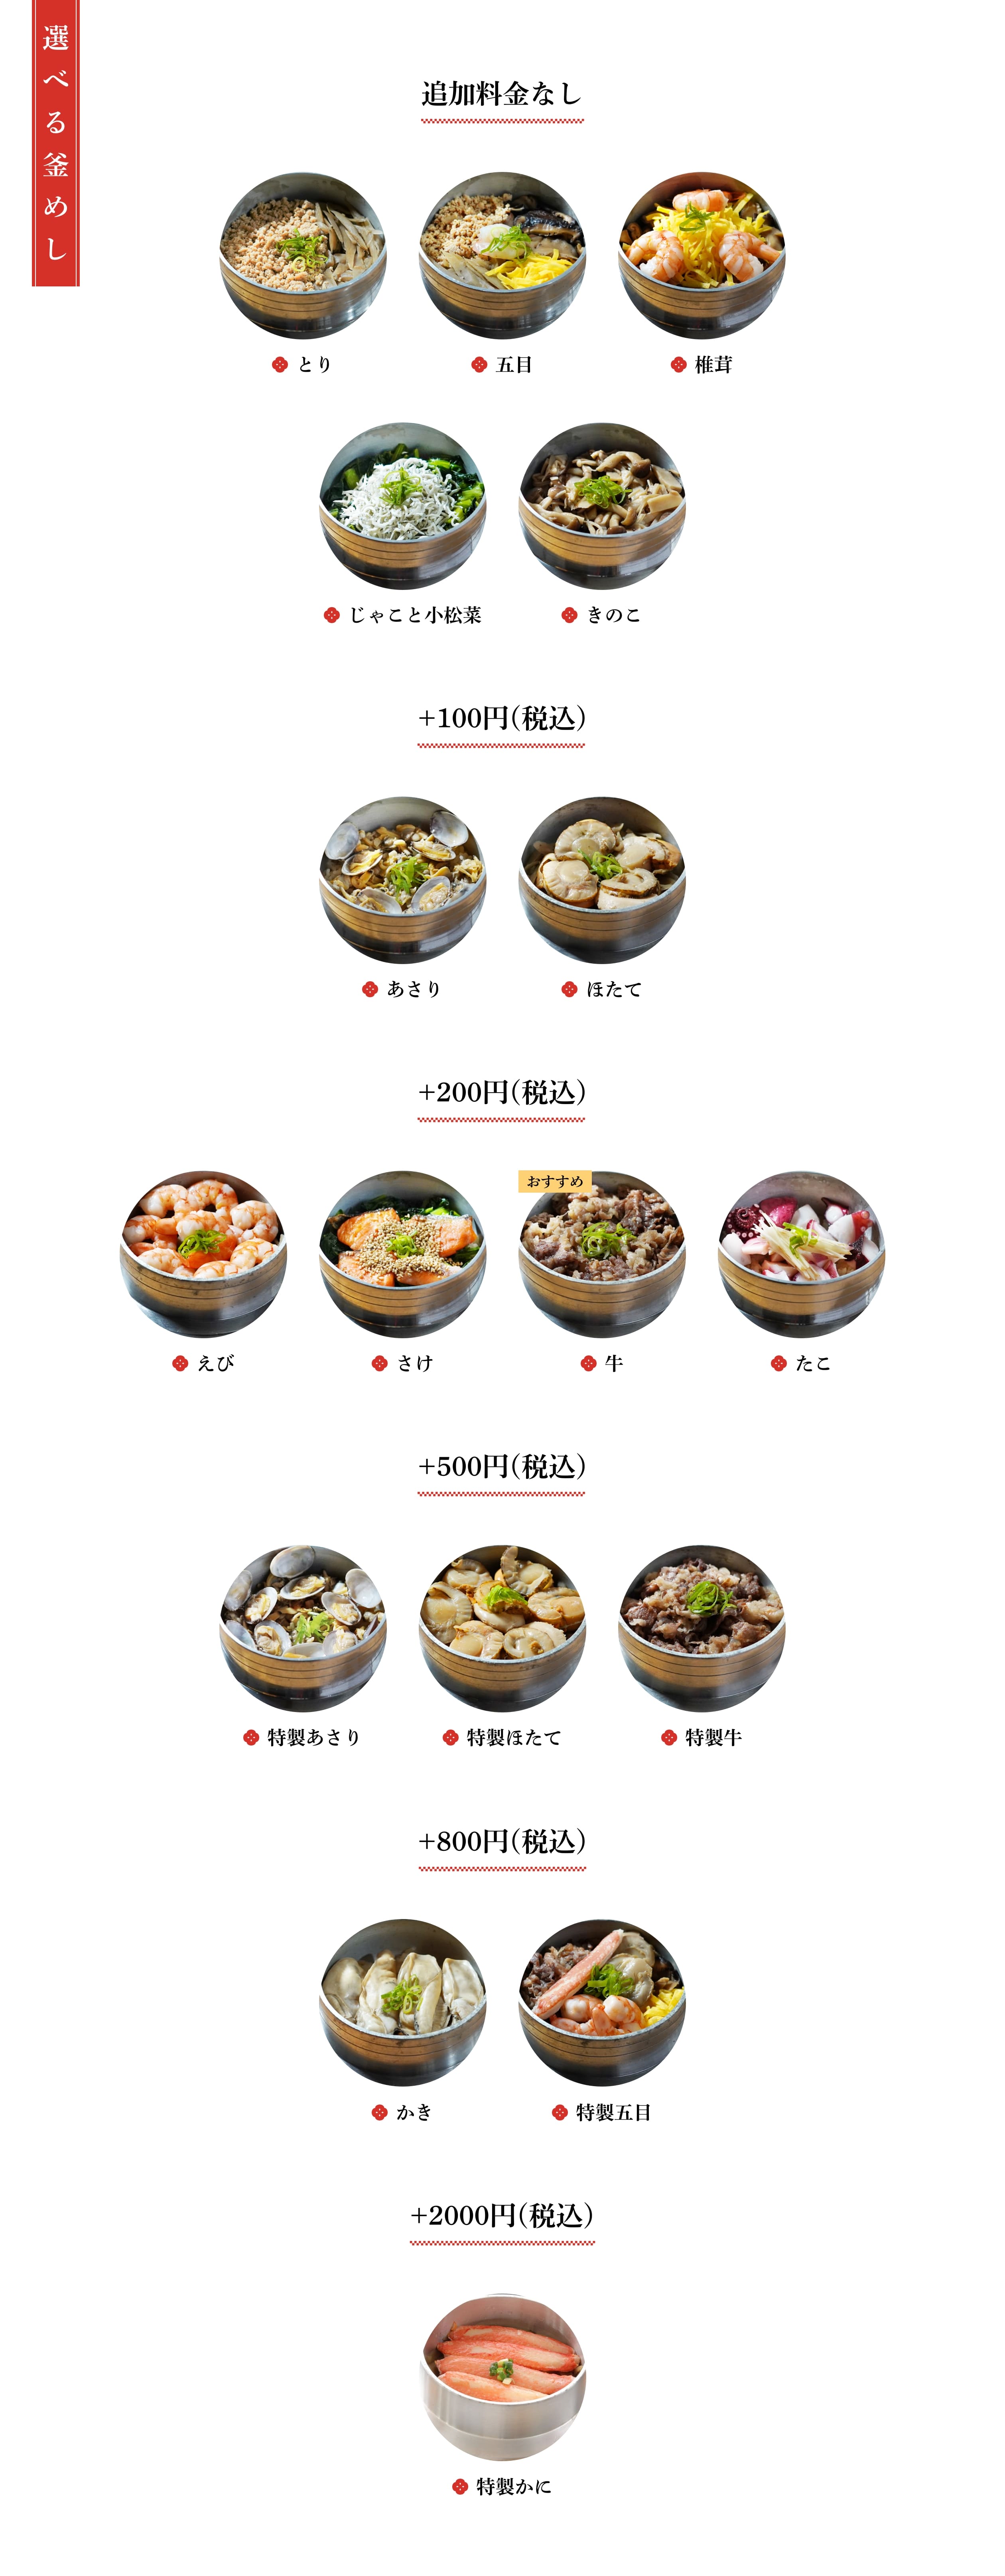 選べる釜めし
追加料金なし
とり
五目
椎茸
じゃこと小松菜
きのこ
+100円(税込)
あさり
ほたて
+200円(税込)
おすすめ
えび
さけ
牛
たこ
+500円(税込)
特製あさり
特製ほたて
特製牛
+800円(税込)
かき
特製五目
+2000円(税込)
特製かに